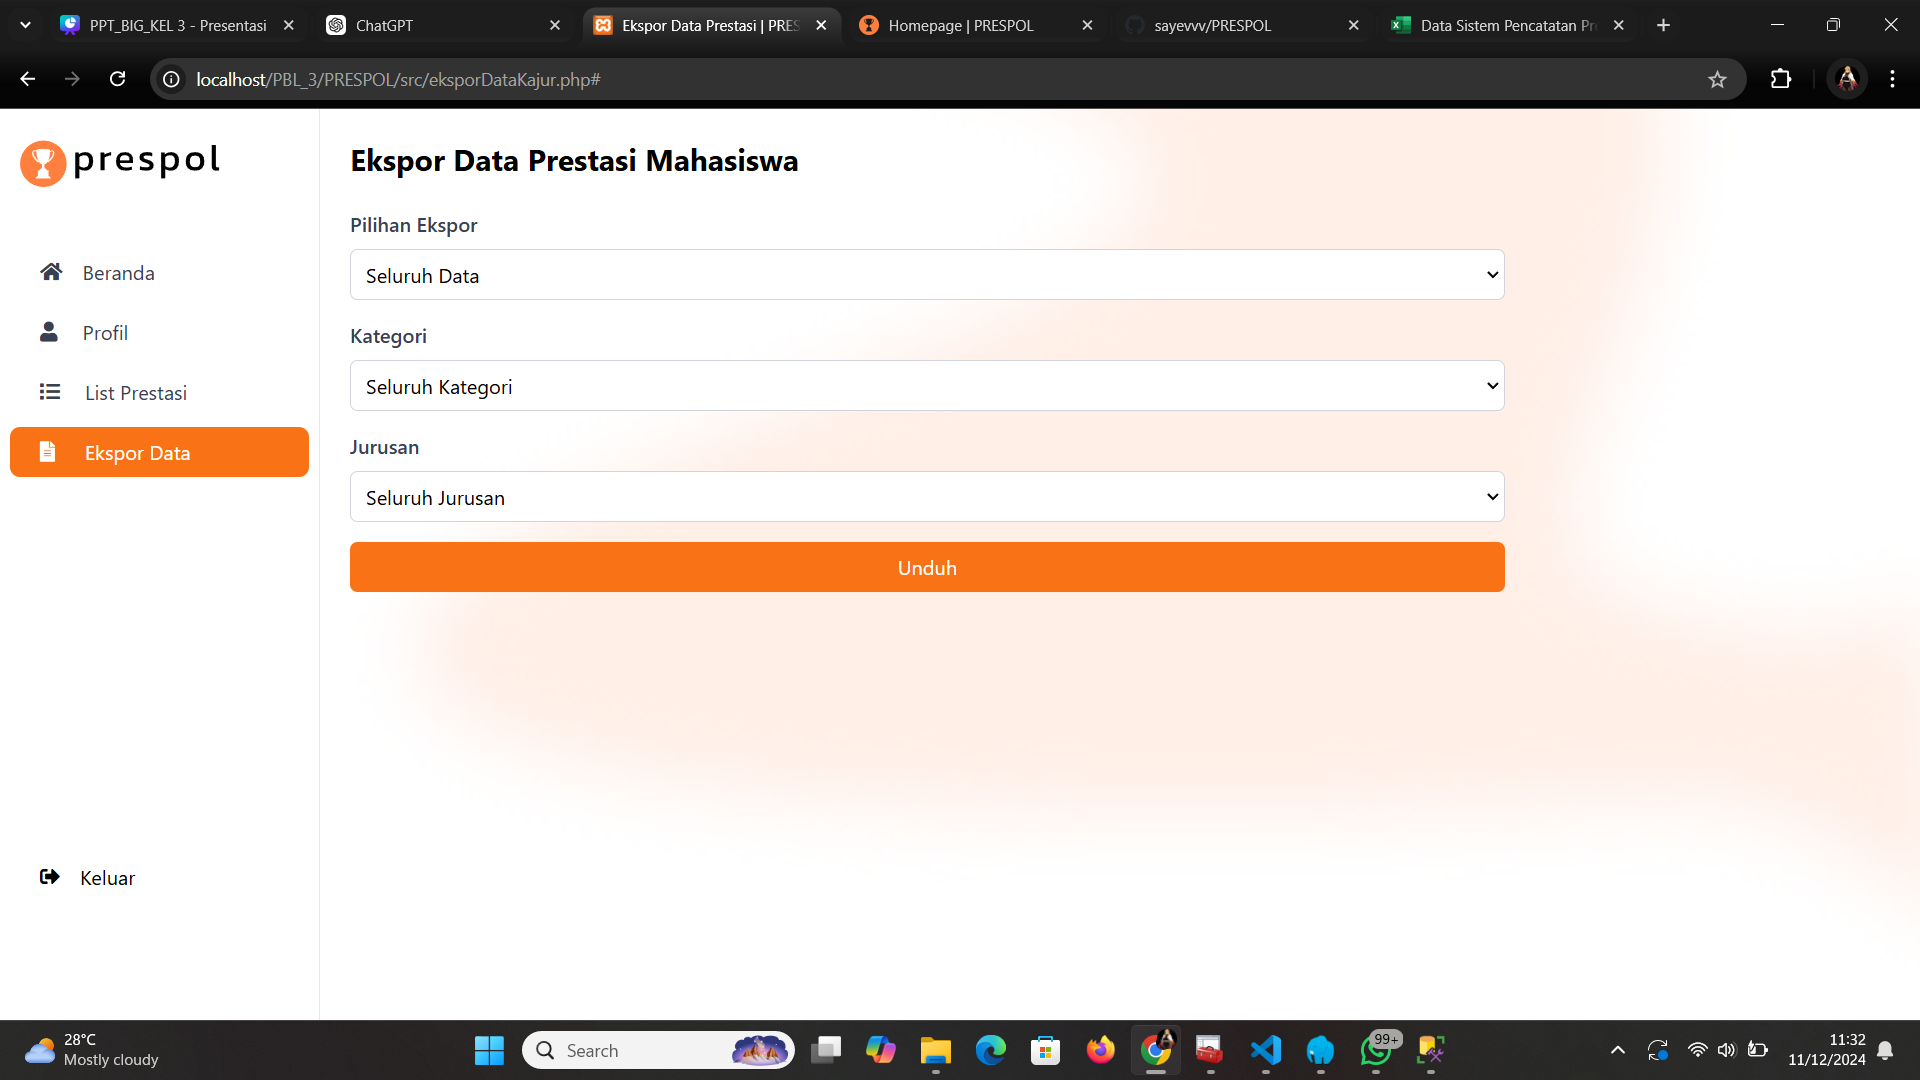 PPT_BIG_KEL 3 - Presentasi
ChatGPT
Ekspor Data Prestasi | PRES
Homepage | PRESPOL
sayevvv/PRESPOL
Data Sistem Pencatatan Pr
localhost/PBL_3/PRESPOL/src/eksporDataKajur.php#
prespol
Beranda
Profil
List Prestasi
Ekspor Data
Keluar
Ekspor Data Prestasi Mahasiswa
Pilihan Ekspor
Seluruh Data
Kategori
Seluruh Kategori
Jurusan
Seluruh Jurusan
Unduh
28°C
Mostly cloudy
Search
99+
11:32
11/12/2024